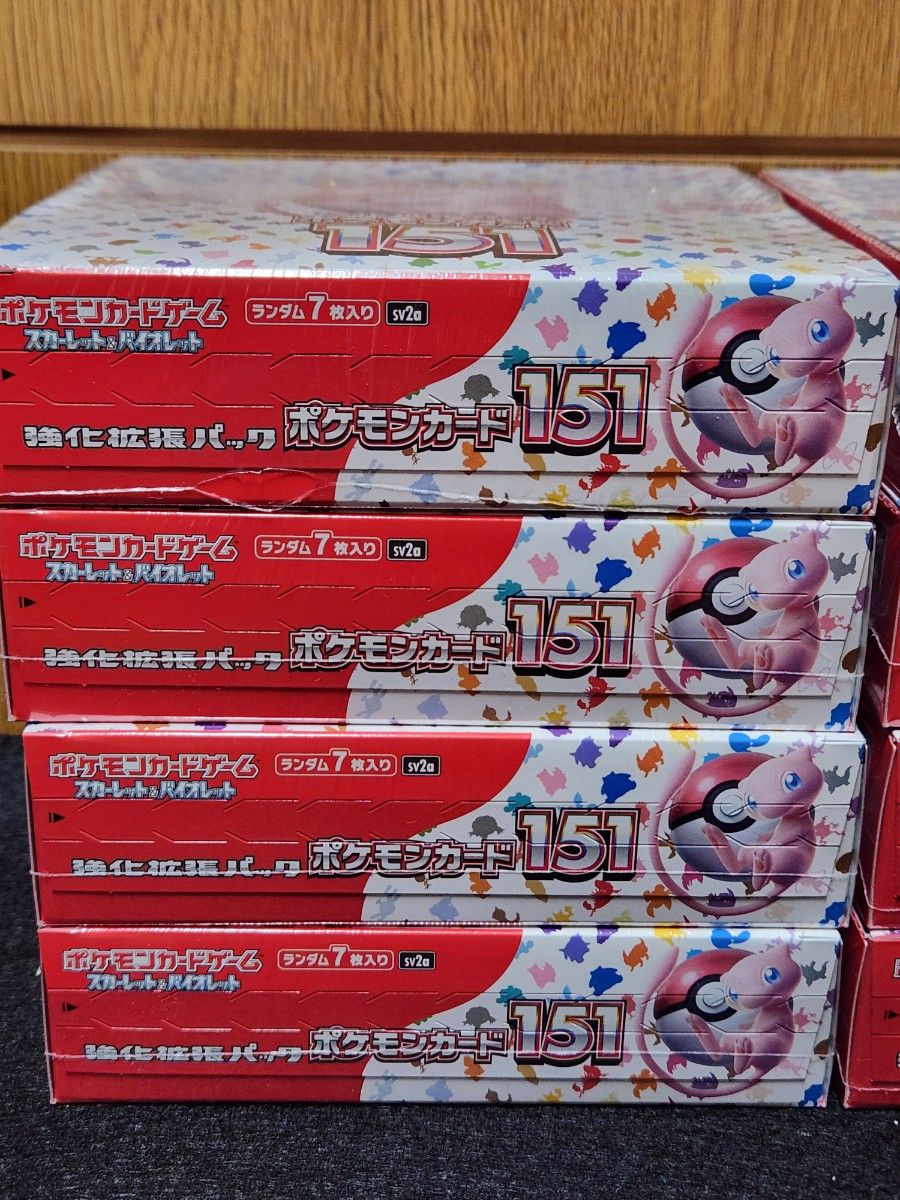 151
ポケモンカードゲーム
ランダム7枚入り sv2a
スカーレット&バイオレット
強化拡張パック ポケモンカード151
ポケモンカードゲーム
ランダム7枚入り sv2a
スカーレット&バイオレット
強化拡張パック ポケモンカード151
ポケモンカードゲーム
ランダム7枚入り sv2a
スカーレット&バイオレット
強化拡張パック ポケモンカード151
ポケモンカードゲーム
ランダム7枚入り sv2a
スカーレット&バイオレット
強化拡張パック ポケモンカード151